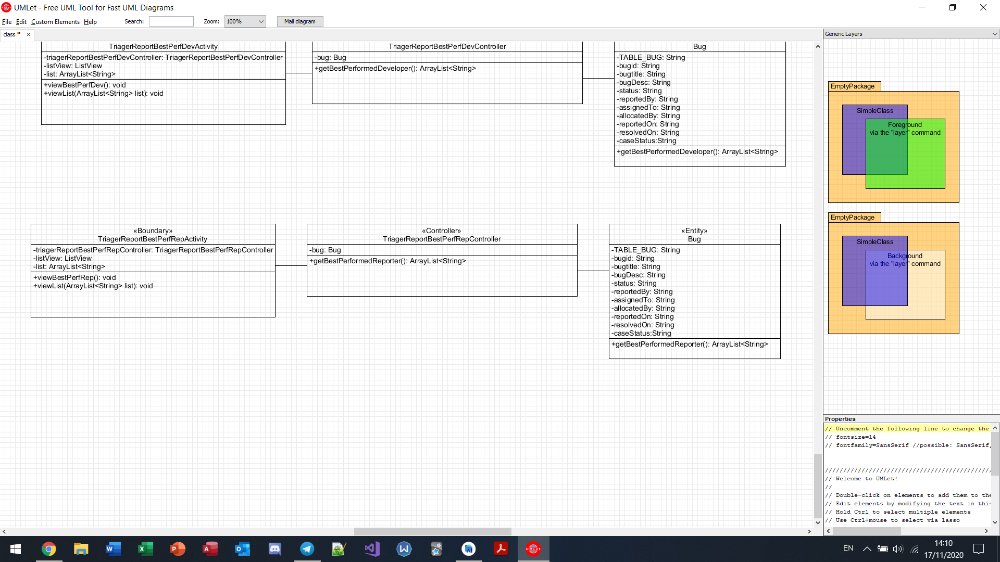 UMLet - Free UML Tool for Fast UML Diagrams
File Edit Custom Elements Help Search: Zoom: 100% Mail diagram
class *
TriagerReportBestPerfDevActivity
-triagerReportBestPerfDevController: TriagerReportBestPerfDevController
-listView: ListView
-list: ArrayList<String>
+viewBestPerfDev(): void
+viewList(ArrayList<String> list): void
TriagerReportBestPerfDevController
-bug: Bug
+getBestPerformedDeveloper(): ArrayList<String>
Bug
-TABLE_BUG: String
-bugid: String
-bugtitle: String
-bugDesc: String
-status: String
-reportedBy: String
-assignedTo: String
-allocatedBy: String
-reportedOn: String
-resolvedOn: String
-caseStatus:String
+getBestPerformedDeveloper(): ArrayList<String>
«Boundary»
TriagerReportBestPerfRepActivity
-triagerReportBestPerfRepController: TriagerReportBestPerfRepController
-listView: ListView
-list: ArrayList<String>
+viewBestPerfRep(): void
+viewList(ArrayList<String> list): void
«Controller»
TriagerReportBestPerfRepController
-bug: Bug
+getBestPerformedReporter(): ArrayList<String>
«Entity»
Bug
-TABLE_BUG: String
-bugid: String
-bugtitle: String
-bugDesc: String
-status: String
-reportedBy: String
-assignedTo: String
-allocatedBy: String
-reportedOn: String
-resolvedOn: String
-caseStatus:String
+getBestPerformedReporter(): ArrayList<String>
Generic Layers
EmptyPackage
SimpleClass
Foreground
via the "layer" command
EmptyPackage
SimpleClass
Background
via the "layer" command
Properties
// Uncomment the following line to change the
// fontsize=14
// fontfamily=SansSerif //possible: SansSerif,
//////////////////////////////////////////////
// Welcome to UMLet!
//
// Double-click on elements to add them to the
// Edit elements by modifying the text in this
// Hold Ctrl to select multiple elements
// Use Ctrl+mouse to select via lasso
EN
14:10
17/11/2020